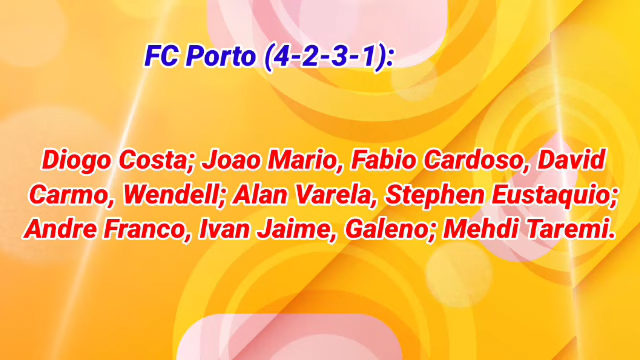 FC Porto (4-2-3-1):
Diogo Costa; Joao Mario, Fabio Cardoso, David
Carmo, Wendell; Alan Varela, Stephen Eustaquio;
Andre Franco, Ivan Jaime, Galeno; Mehdi Taremi.